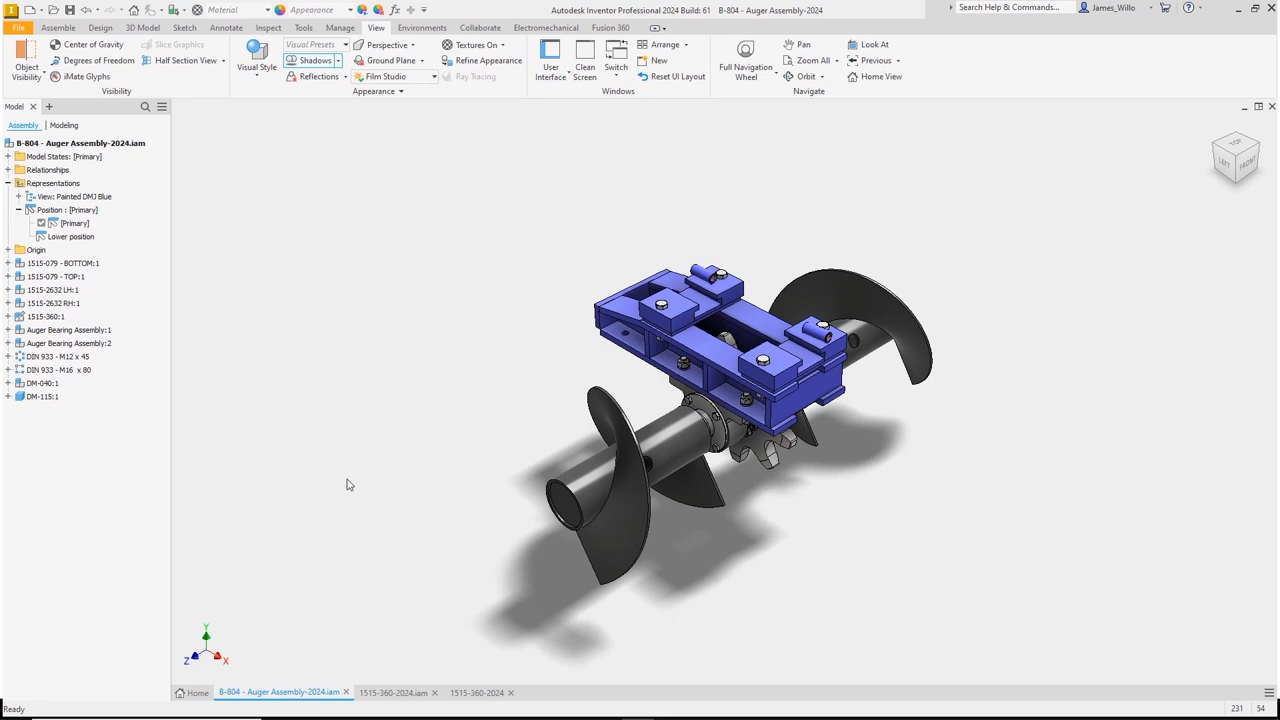 Material
Appearance
Autodesk Inventor Professional 2024 Build: 61 B-804 - Auger Assembly-2024
Search Help & Commands...
James_Willo
File Assemble Design 3D Model Sketch Annotate Inspect Tools Manage View Environments Collaborate Electromechanical Fusion 360
Object
Visibility
Center of Gravity
Degrees of Freedom
iMate Glyphs
Slice Graphics
Half Section View
Visibility
Visual Style
Visual Presets
Shadows
Reflections
Perspective
Ground Plane
Film Studio
Textures On
Refine Appearance
Ray Tracing
Appearance
User
Interface
Clean
Screen
Switch
Arrange
New
Reset UI Layout
Windows
Full Navigation
Wheel
Pan
Zoom All
Orbit
Look At
Previous
Home View
Navigate
Model
Assembly Modeling
B-804 - Auger Assembly-2024.iam
Model States: [Primary]
Relationships
Representations
View: Painted DMJ Blue
Position : [Primary]
[Primary]
Lower position
Origin
1515-079 - BOTTOM:1
1515-079 - TOP:1
1515-2632 LH:1
1515-2632 RH:1
1515-360:1
Auger Bearing Assembly:1
Auger Bearing Assembly:2
DIN 933 - M12 x 45
DIN 933 - M16 x 80
DM-040:1
DM-115:1
TOP
LEFT
FRONT
Y
Z
X
Home B-804 - Auger Assembly-2024.iam 1515-360-2024.iam 1515-360-2024
Ready
231 54